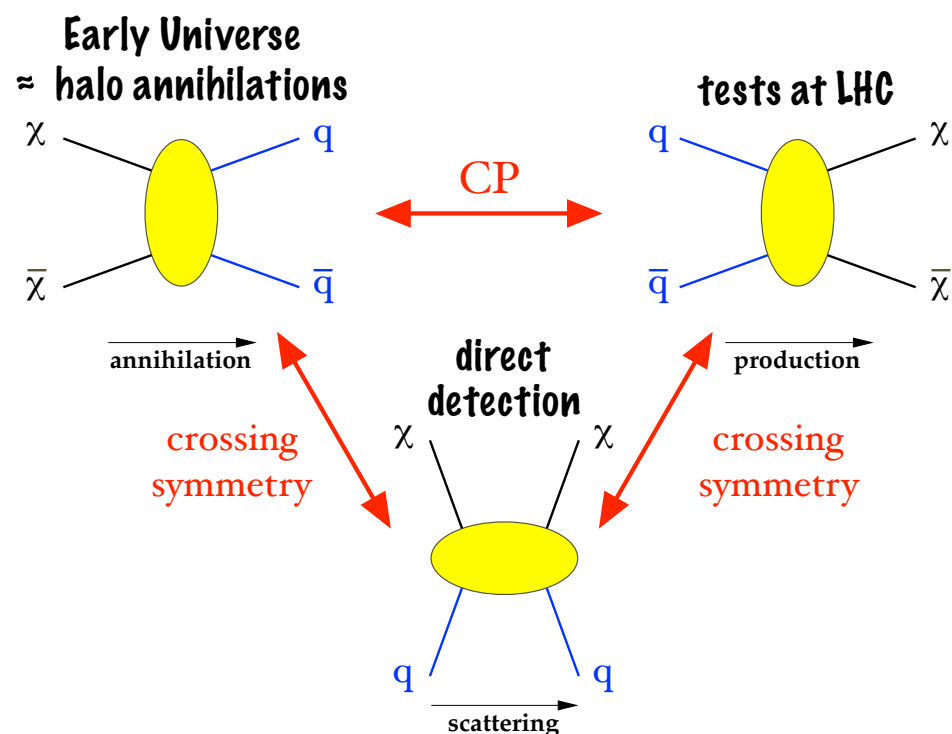 Early Universe
≈ halo annihilations
tests at LHC
χ q
q χ
CP
χ̅ q̅
q̅ χ̅
annihilation
direct
detection
production
χ χ
crossing
symmetry
crossing
symmetry
q q
scattering